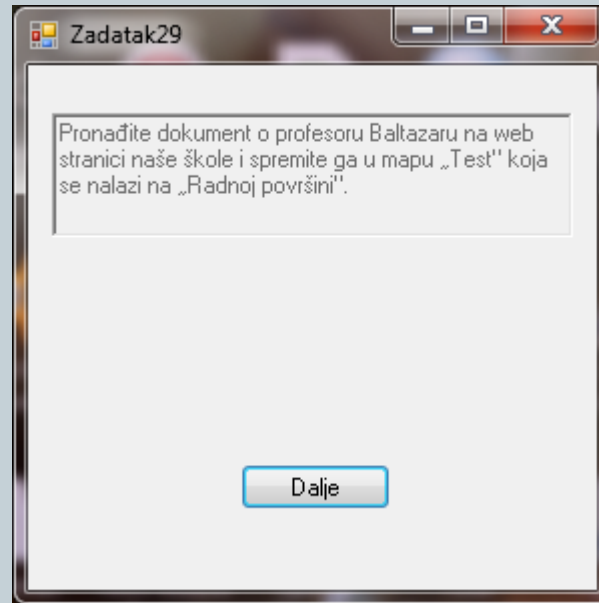 Zadatak29
Pronađite dokument o profesoru Baltazaru na web
stranici naše škole i spremite ga u mapu „Test'' koja
se nalazi na „Radnoj površini''.
Dalje